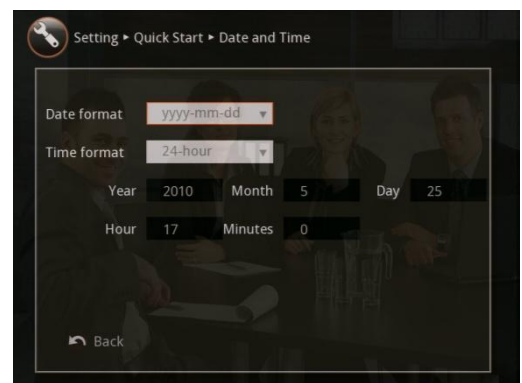 Setting ▸ Quick Start ▸ Date and Time
Date format yyyy-mm-dd
Time format 24-hour
Year 2010 Month 5 Day 25
Hour 17 Minutes 0
Back